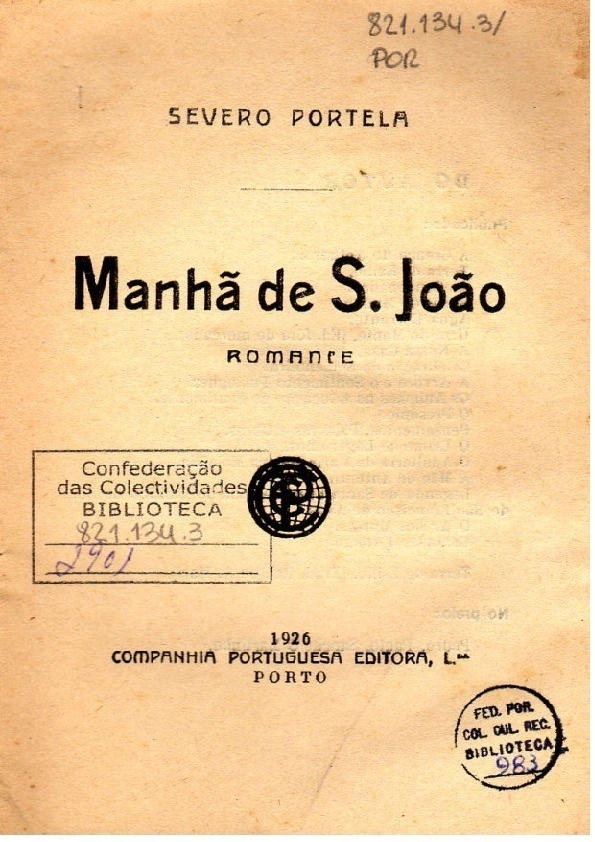 821.134.3/
POR
SEVERO PORTELA
Manhã de S. João
ROMANCE
Confederação
das Colectividades
BIBLIOTECA
821.134.3
2901
1926
COMPANHIA PORTUGUESA EDITORA, L.ᵈᵃ
PORTO
FED. POR.
COL. CUL. REC.
BIBLIOTECA
983